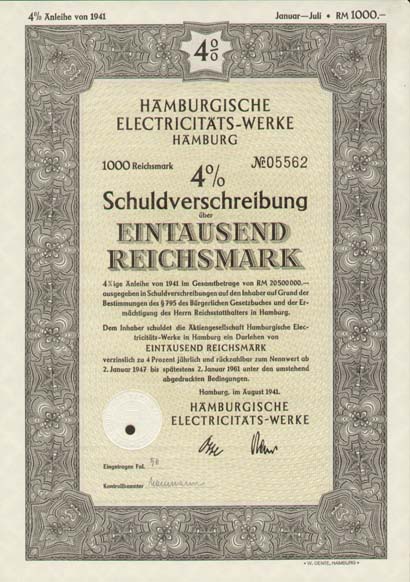 4% Anleihe von 1941 Januar—Juli • RM 1000.–
4%
HAMBURGISCHE
ELECTRICITÄTS-WERKE
HAMBURG
1000 Reichsmark № 05562
4%
Schuldverschreibung
über
EINTAUSEND
REICHSMARK
4%ige Anleihe von 1941 im Gesamtbetrage von RM 20 500 000.—
ausgegeben in Schuldverschreibungen auf den Inhaber auf Grund der
Bestimmungen des § 795 des Bürgerlichen Gesetzbuches und der Er-
mächtigung des Herrn Reichsstatthalters in Hamburg.
Dem Inhaber schuldet die Aktiengesellschaft Hamburgische Elec-
tricitäts-Werke in Hamburg ein Darlehen von
EINTAUSEND REICHSMARK
verzinslich zu 4 Prozent jährlich und rückzahlbar zum Nennwert ab
2. Januar 1947 bis spätestens 2. Januar 1961 unter den umstehend
abgedruckten Bedingungen.
Hamburg, im August 1941.
HAMBURGISCHE
ELECTRICITÄTS-WERKE
Eingetragen Fol.
Kontrollbeamter
• W. GENTE, HAMBURG •